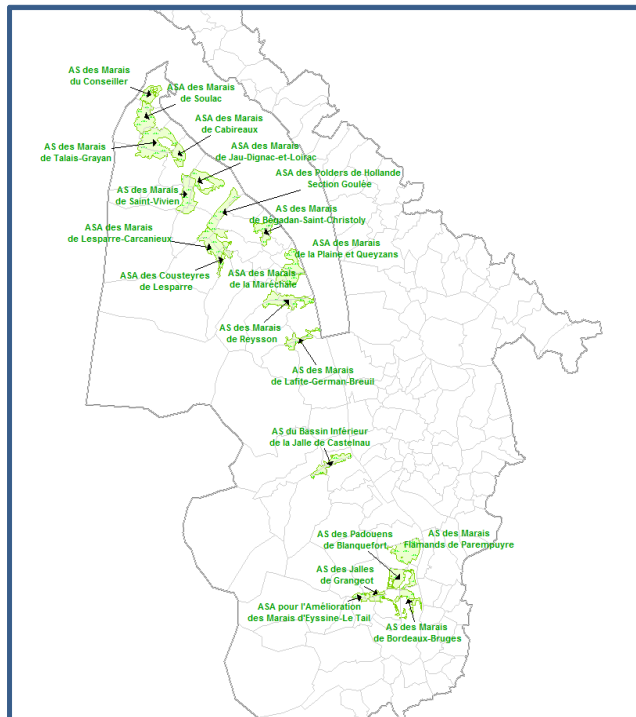 AS des Marais
du Conseiller
ASA des Marais
de Soulac
ASA des Marais
de Cabireaux
AS des Marais
de Talais-Grayan
ASA des Marais
de Jau-Dignac-et-Loirac
ASA des Polders de Hollande
Section Goulée
AS des Marais
de Saint-Vivien
AS des Marais
de Bégadan-Saint-Christoly
ASA des Marais
de Lesparre-Carcanieux
ASA des Marais
de la Plaine et Queyzans
ASA des Cousteyres
de Lesparre
ASA des Marais
de la Maréchale
AS des Marais
de Reysson
AS des Marais
de Lafite-German-Breuil
AS du Bassin Inférieur
de la Jalle de Castelnau
AS des Padouens
de Blanquefort
AS des Marais
Flamands de Parempuyre
AS des Jalles
de Grangeot
ASA pour l'Amélioration
des Marais d'Eyssine-Le Tail
AS des Marais
de Bordeaux-Bruges